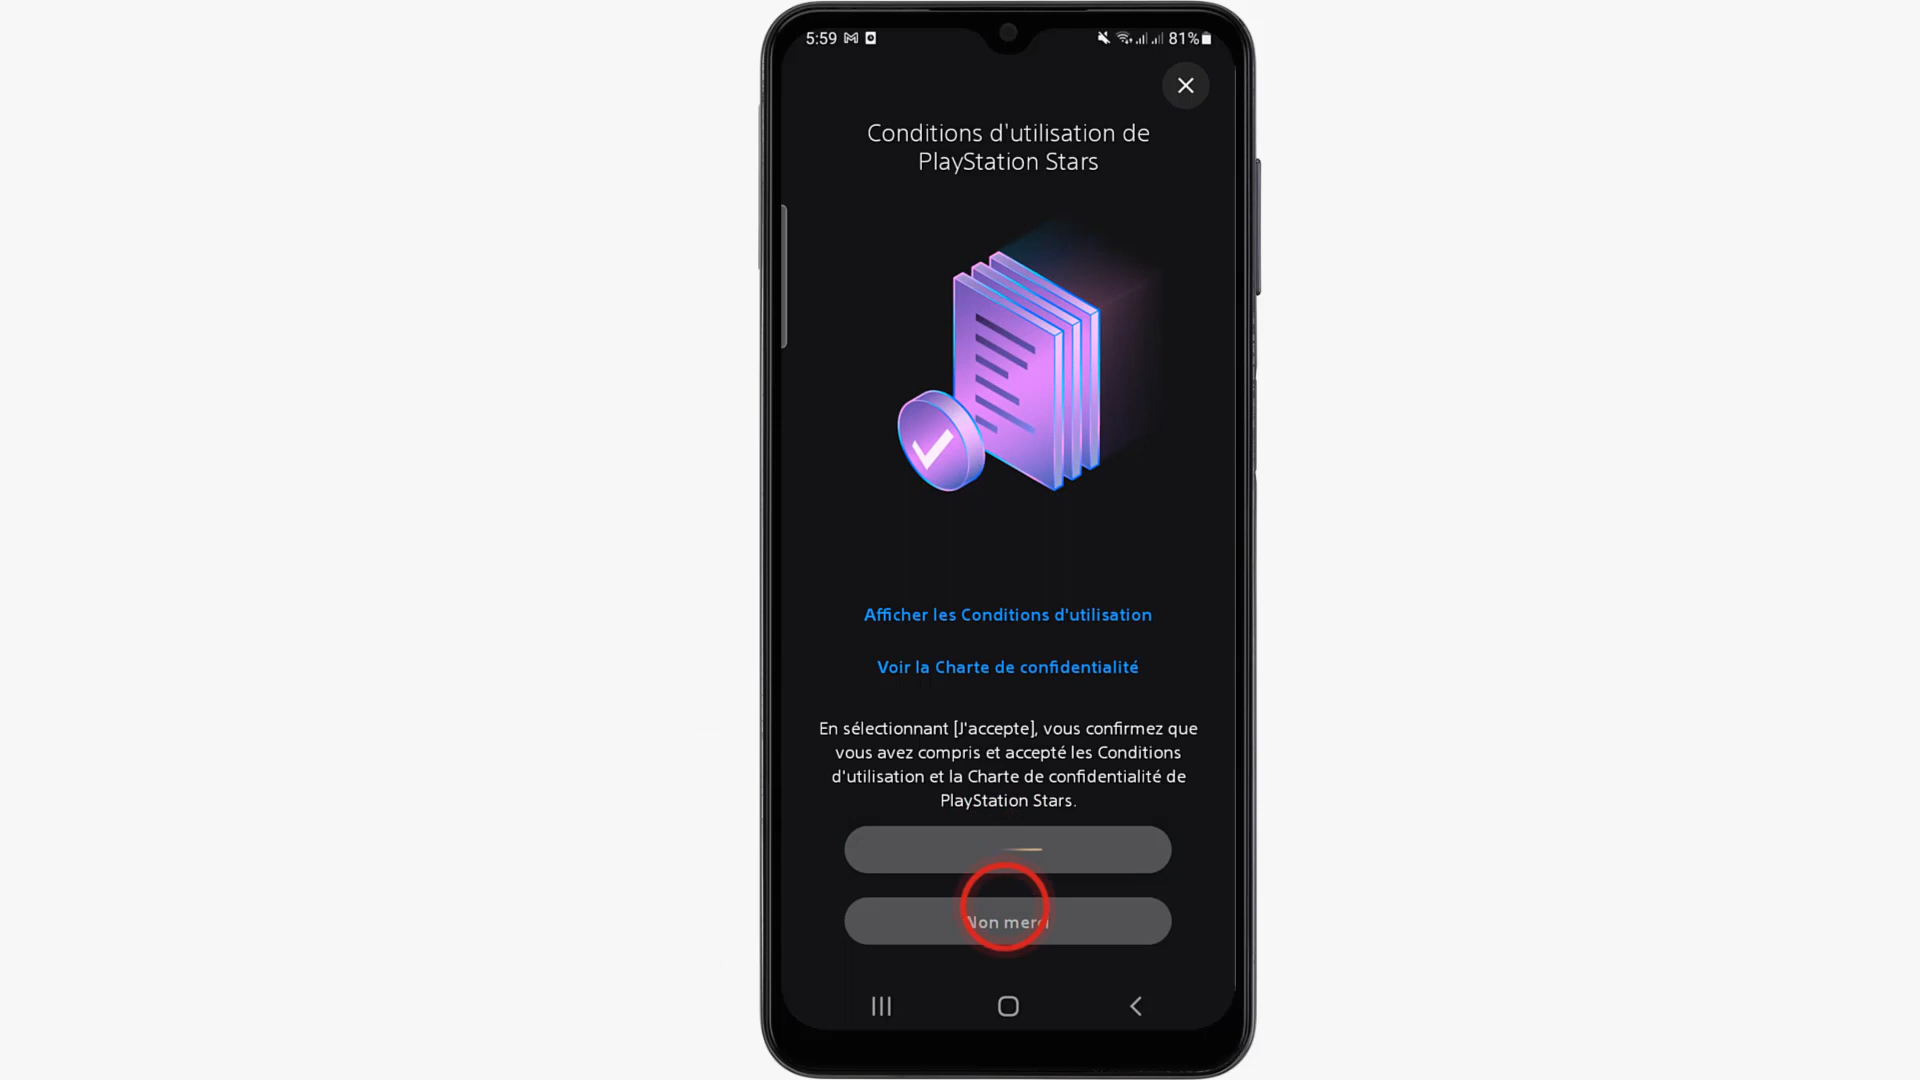 5:59
81%
Conditions d'utilisation de
PlayStation Stars
Afficher les Conditions d'utilisation
Voir la Charte de confidentialité
En sélectionnant [J'accepte], vous confirmez que
vous avez compris et accepté les Conditions
d'utilisation et la Charte de confidentialité de
PlayStation Stars.
Non merci